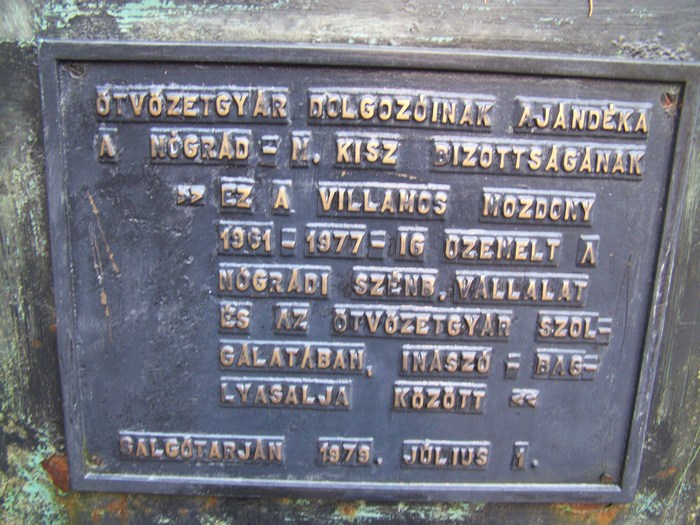 ÖTVÖZETGYÁR DOLGOZÓINAK AJÁNDÉKA
A NÓGRÁD - M. KISZ BIZOTTSÁGÁNAK
»EZ A VILLAMOS MOZDONY
1961 - 1977 - IG ÜZEMELT A
NÓGRÁDI SZÉNB. VÁLLALAT
ÉS AZ ÖTVÖZETGYÁR SZOL-
GÁLATÁBAN, INÁSZÓ - BAG-
LYASALJA KÖZÖTT «
SALGÓTARJÁN 1979. JÚLIUS 1.